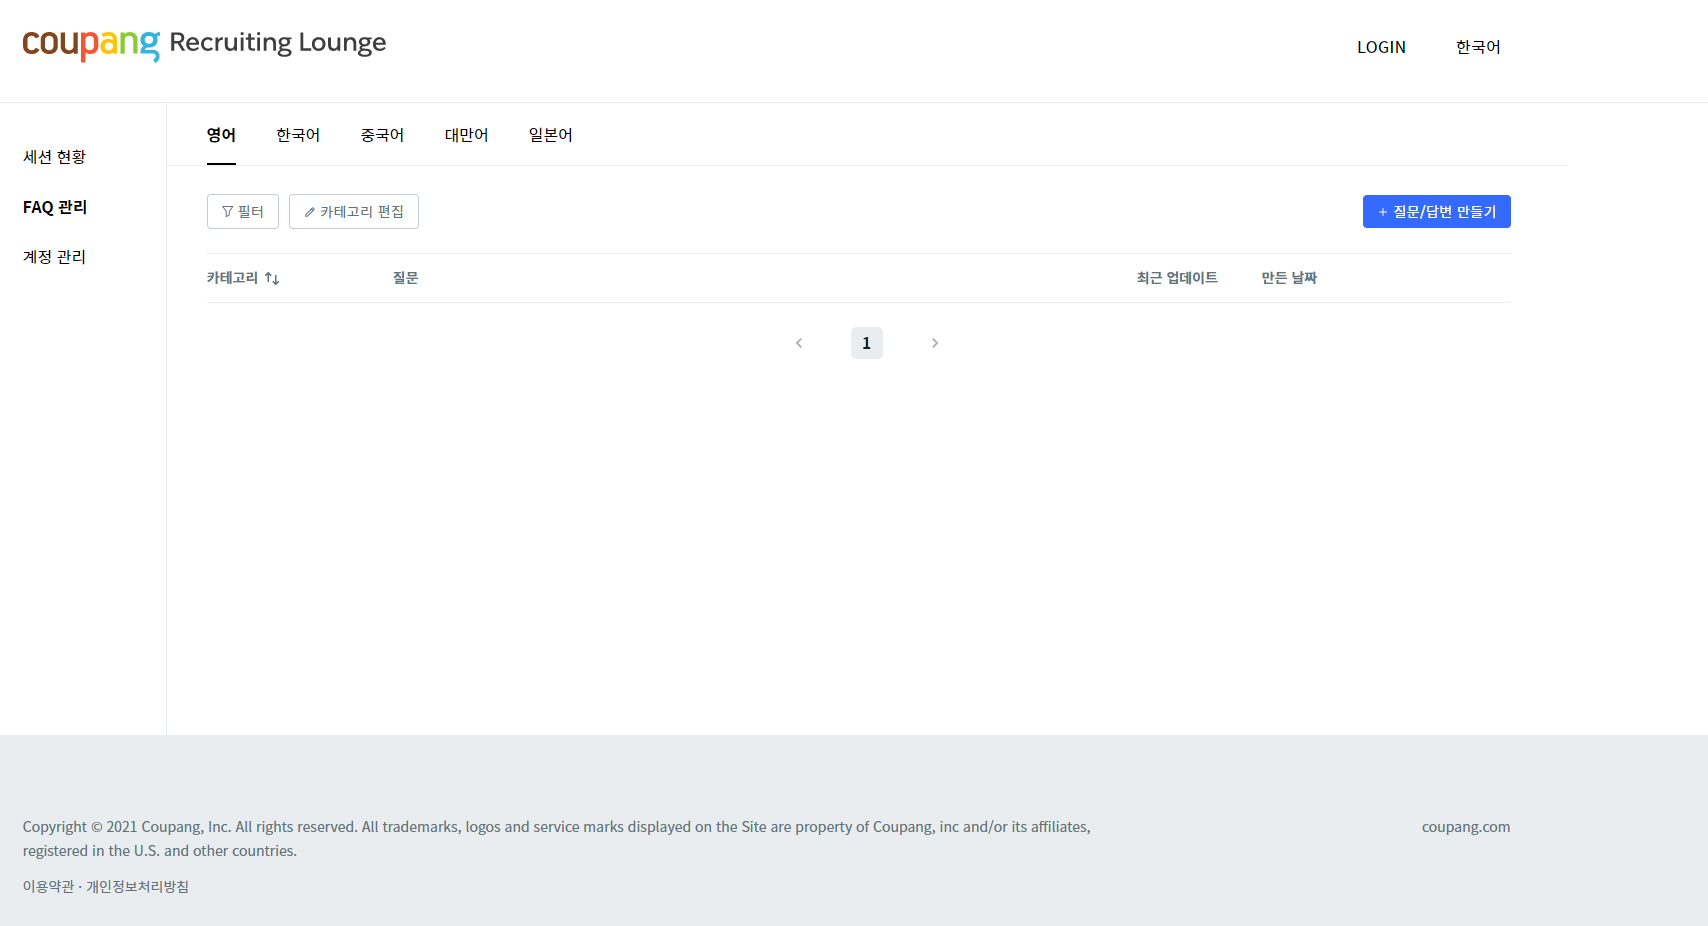 coupang Recruiting Lounge
LOGIN 한국어
영어 한국어 중국어 대만어 일본어
세션 현황
FAQ 관리
계정 관리
필터 카테고리 편집 + 질문/답변 만들기
카테고리 질문 최근 업데이트 만든 날짜
< 1 >
Copyright © 2021 Coupang, Inc. All rights reserved. All trademarks, logos and service marks displayed on the Site are property of Coupang, inc and/or its affiliates,
registered in the U.S. and other countries.
coupang.com
이용약관 · 개인정보처리방침